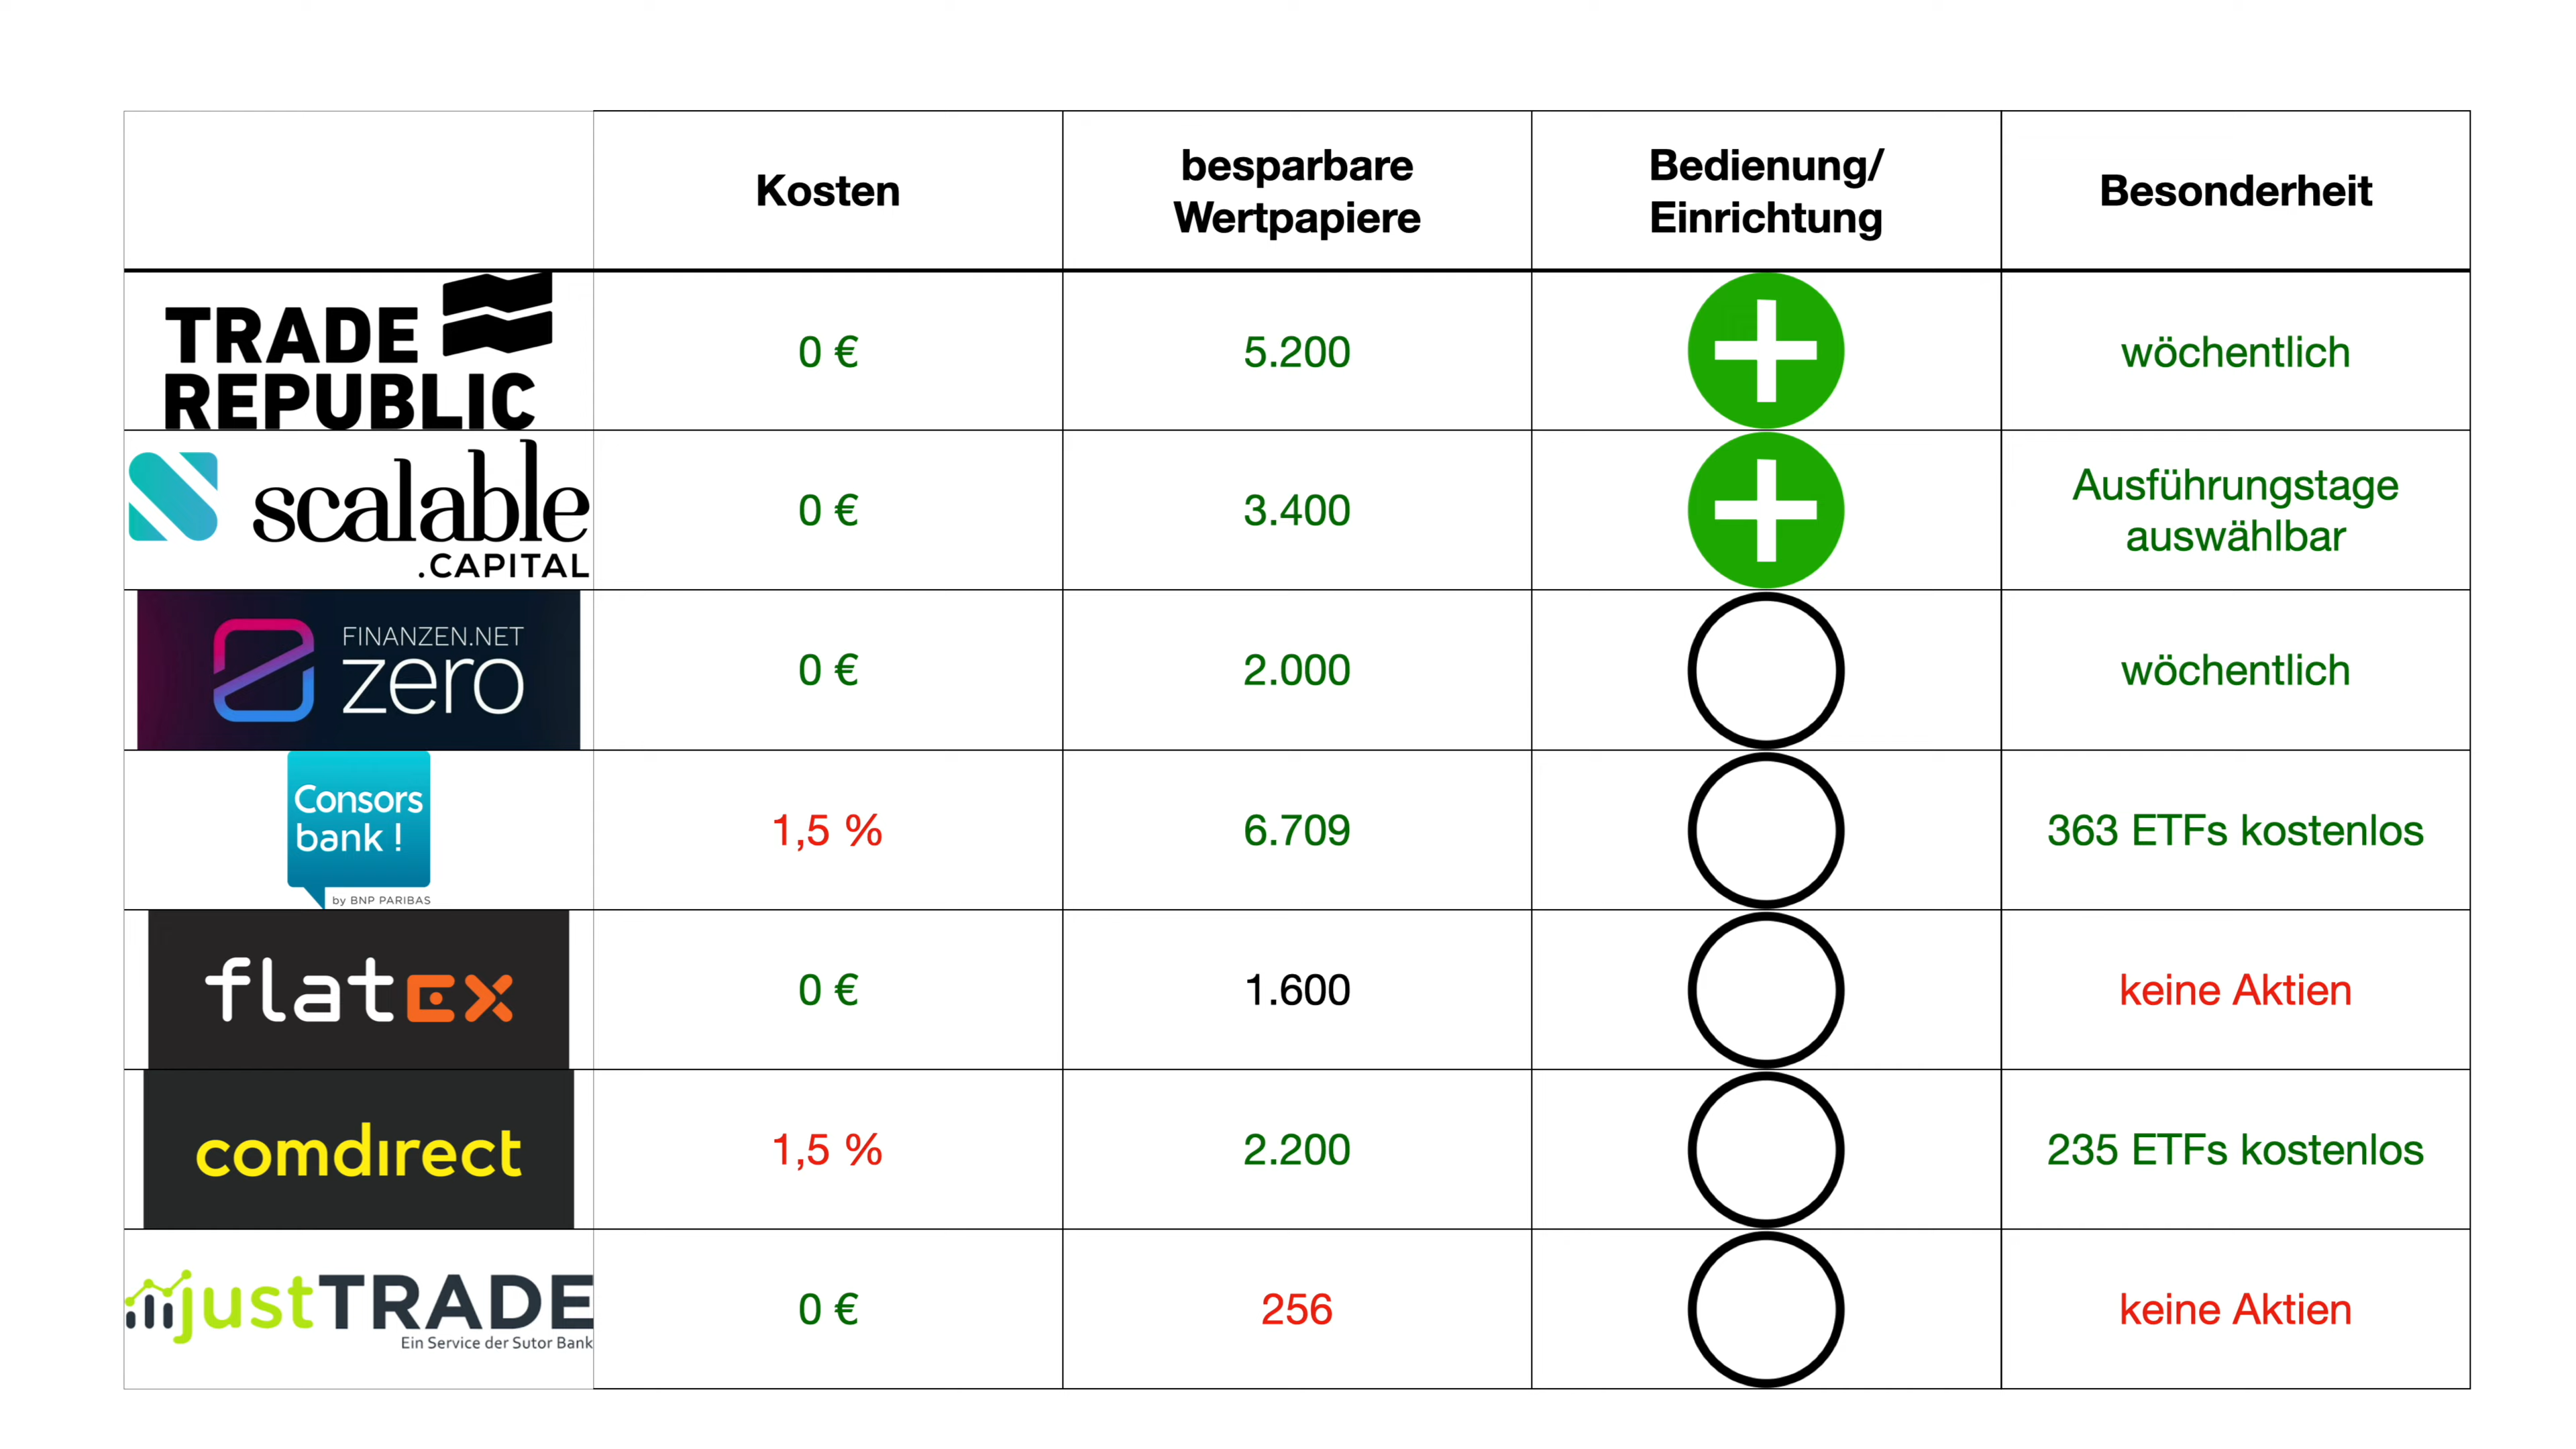 Kosten
besparbare
Wertpapiere
Bedienung/
Einrichtung
Besonderheit
TRADE
REPUBLIC
0 €
5.200
wöchentlich
scalable
.CAPITAL
0 €
3.400
Ausführungstage
auswählbar
FINANZEN.NET
zero
0 €
2.000
wöchentlich
Consors
bank!
by BNP PARIBAS
1,5 %
6.709
363 ETFs kostenlos
flatex
0 €
1.600
keine Aktien
comdirect
1,5 %
2.200
235 ETFs kostenlos
justTRADE
Ein Service der Sutor Bank
0 €
256
keine Aktien